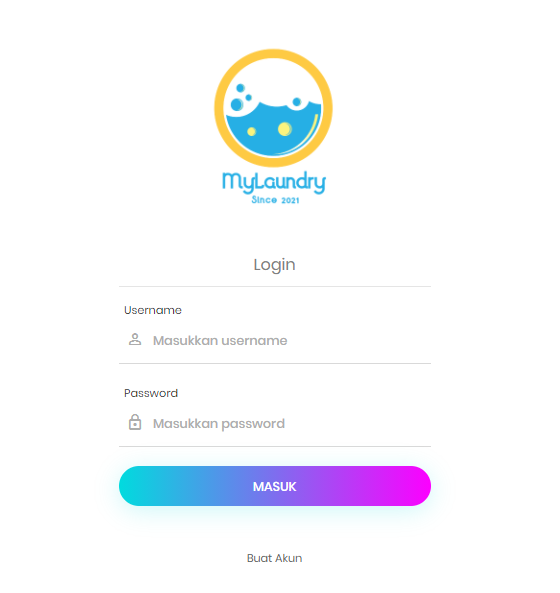 MyLaundry
Since 2021
Login
Username
Masukkan username
Password
Masukkan password
MASUK
Buat Akun